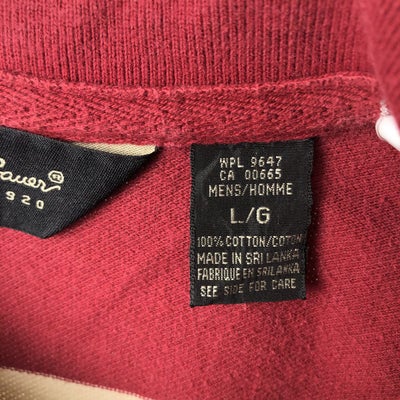 Bauer®
1920
WPL 9647
CA 00665
MENS/HOMME
L/G
100% COTTON/COTON
MADE IN SRI LANKA
FABRIQUE EN SRI LANKA
SEE SIDE FOR CARE